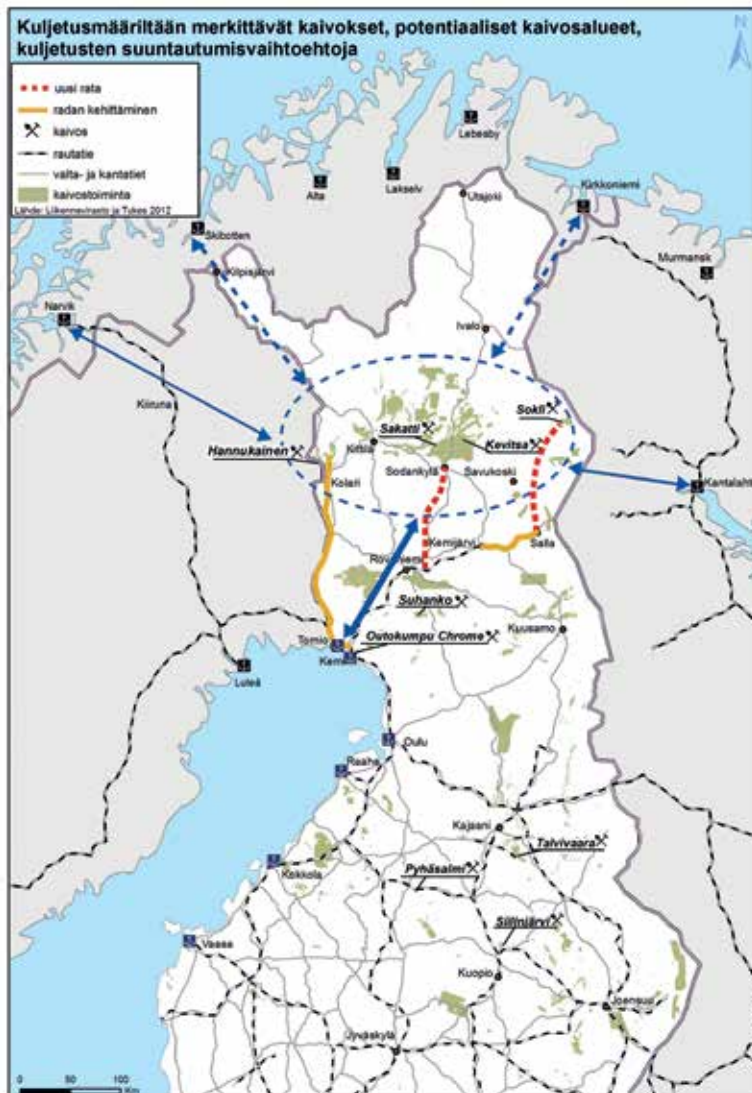 Kuljetusmääriltään merkittävät kaivokset, potentiaaliset kaivosalueet,
kuljetusten suuntautumisvaihtoehtoja
N
uusi rata
radan kehittäminen
kaivos
rautatie
valta- ja kantatiet
kaivostoiminta
Lähde: Liikennevirasto ja Tukes 2012
Lebesby
Lakselv
Alta
Utsjoki
Kirkkoniemi
Skibotten
Kilpisjärvi
Murmansk
Narvik
Ivalo
Kiiruna
Sokli
Sakatti
Kevitsa
Hannukainen
Kittilä
Sodankylä
Savukoski
Kolari
Kantalahti
Kemijärvi
Salla
Rovaniemi
Suhanko
Kuusamo
Outokumpu Chrome
Tornio
Kemi
Luleå
Oulu
Raahe
Kajaani
Talvivaara
Kokkola
Pyhäsalmi
Siilinjärvi
Vaasa
Kuopio
Joensuu
Jyväskylä
0 50 100
Km